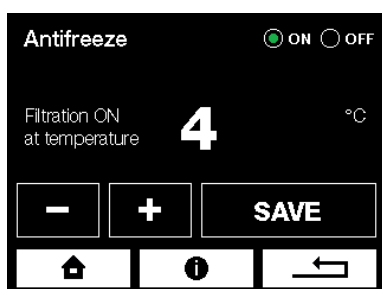 Antifreeze ON OFF
Filtration ON
at temperature 4 °C
− + SAVE
i